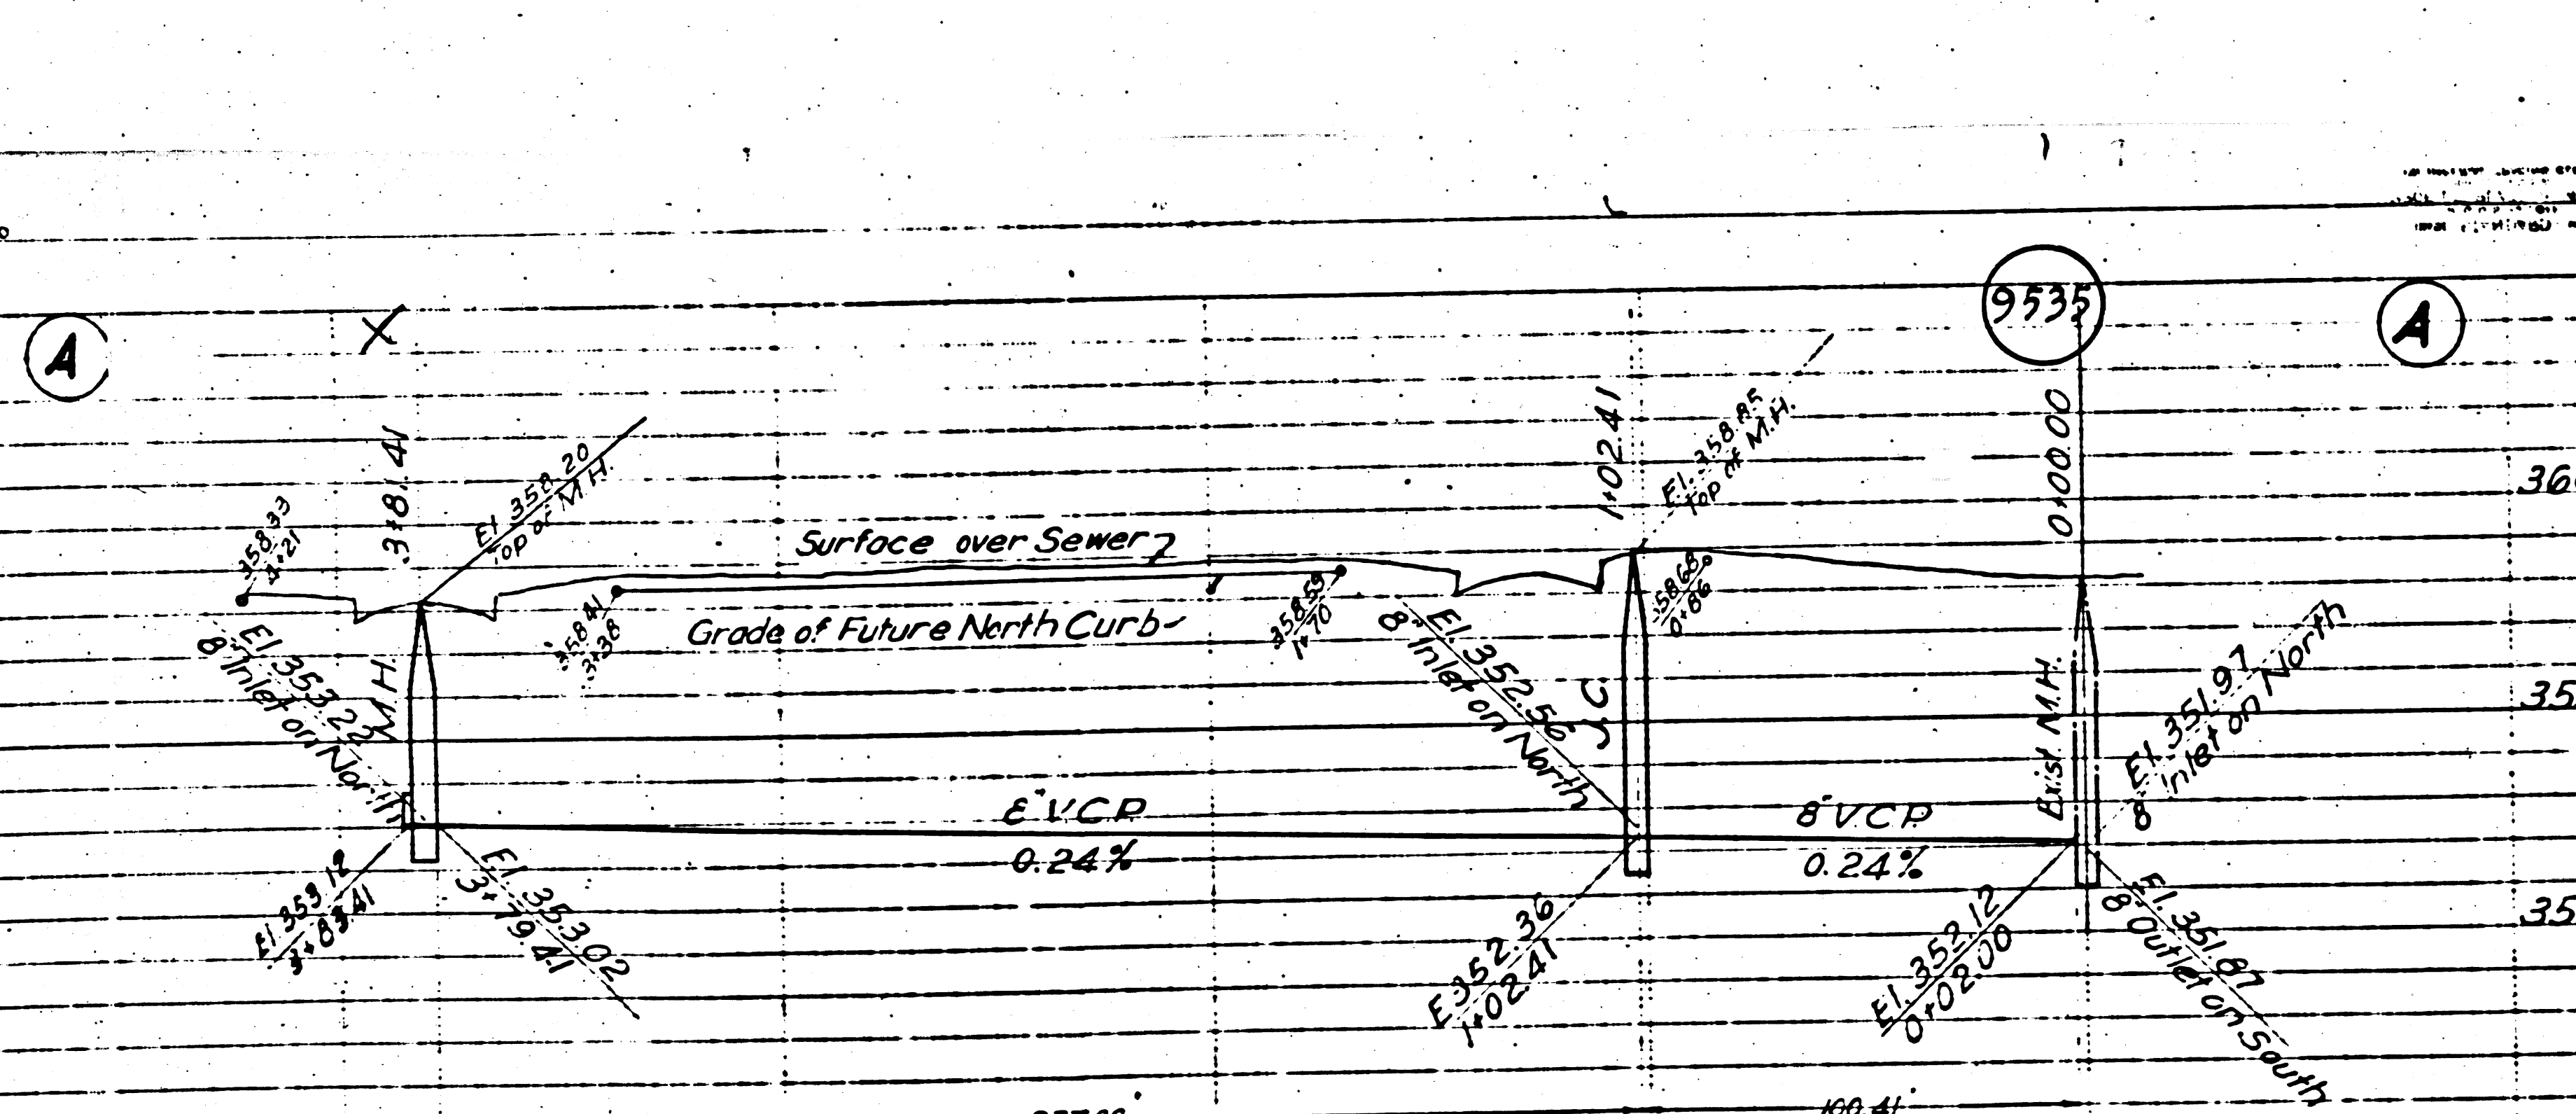 9535
A
A
X
3+81.41
El 358.20
Top of M.H.
1+02.41
El. 358.85
Top of M.H.
0+00.00
358.33
4+21
Surface over Sewer
358.41
3+38
Grade of Future North Curb
358.59
1+70
358.68
0+86
El 353.22
8" Inlet on North
M.H.
El. 352.56
8" Inlet on North
J.C
Exist. M.H.
El. 351.97
8" Inlet on North
8" V.C.P.
0.24%
8" V.C.P.
0.24%
El 353.12
3+83.41
El 353.02
3+79.41
E 352.36
1+02.41
El. 352.12
0+02.00
El. 351.87
8" Outlet on South
36
35
35
100.41